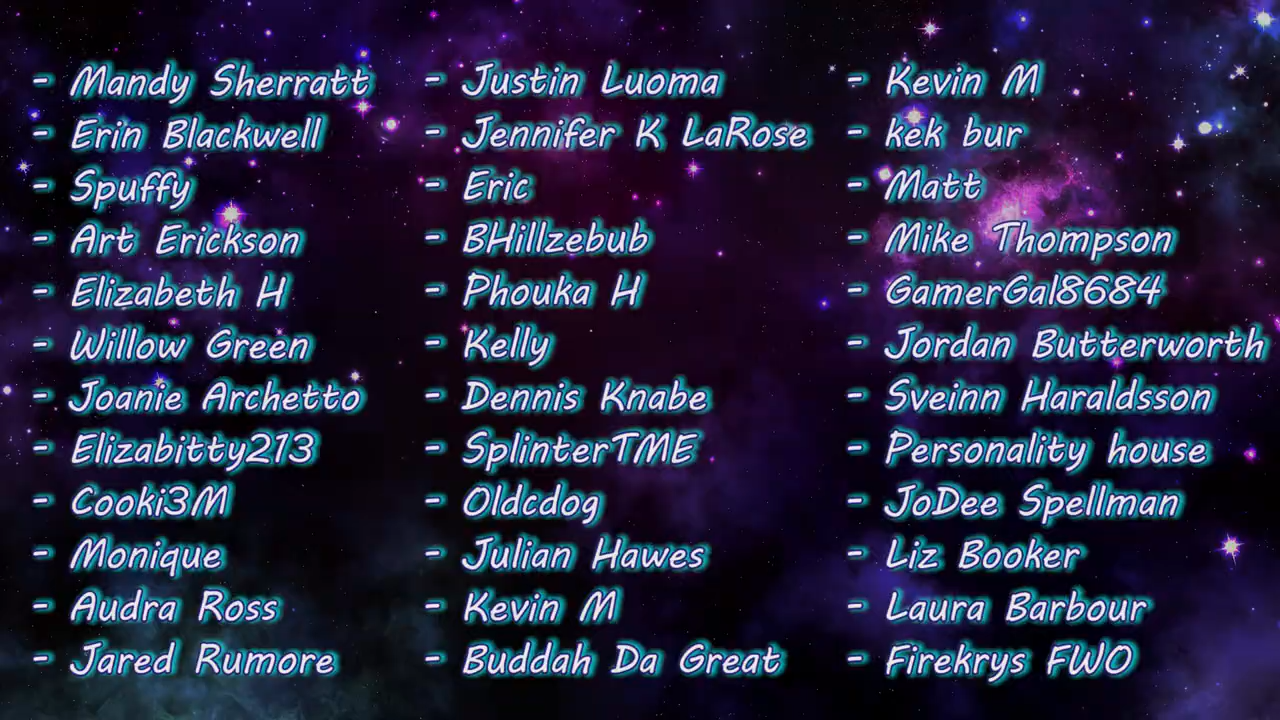 - Mandy Sherratt
- Erin Blackwell
- Spuffy
- Art Erickson
- Elizabeth H
- Willow Green
- Joanie Archetto
- Elizabitty213
- Cooki3M
- Monique
- Audra Ross
- Jared Rumore
- Justin Luoma
- Jennifer K LaRose
- Eric
- BHillzebub
- Phouka H
- Kelly
- Dennis Knabe
- SplinterTME
- Oldcdog
- Julian Hawes
- Kevin M
- Buddah Da Great
- Kevin M
- kek bur
- Matt
- Mike Thompson
- GamerGal8684
- Jordan Butterworth
- Sveinn Haraldsson
- Personality house
- JoDee Spellman
- Liz Booker
- Laura Barbour
- Firekrys FWO